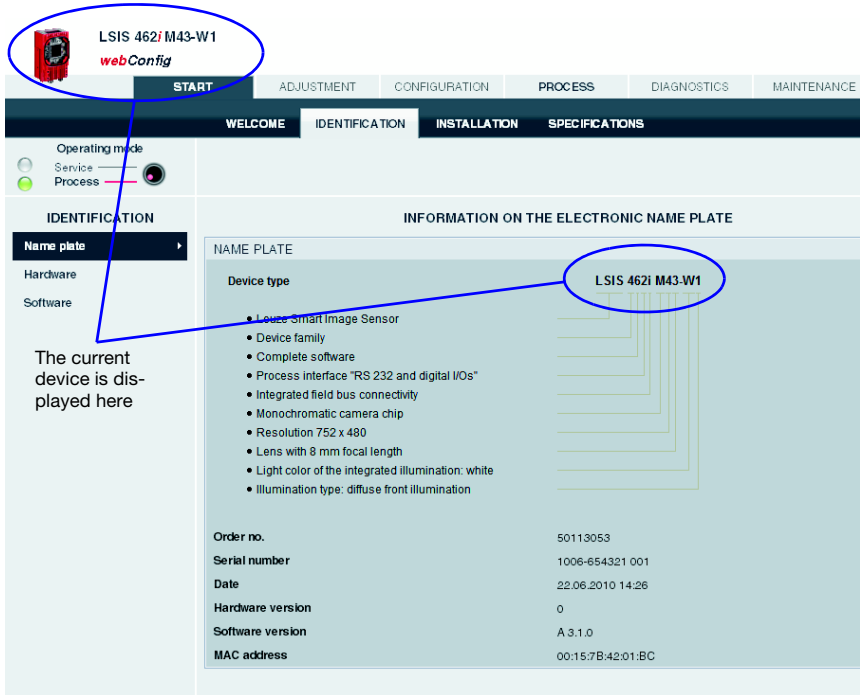 LSIS 462i M43-W1
webConfig
START ADJUSTMENT CONFIGURATION PROCESS DIAGNOSTICS MAINTENANCE
WELCOME IDENTIFICATION INSTALLATION SPECIFICATIONS
Operating mode
Service
Process
IDENTIFICATION
Name plate
Hardware
Software
The current
device is dis-
played here
INFORMATION ON THE ELECTRONIC NAME PLATE
NAME PLATE
Device type LSIS 462i M43-W1
• Leuze Smart Image Sensor
• Device family
• Complete software
• Process interface "RS 232 and digital I/Os"
• Integrated field bus connectivity
• Monochromatic camera chip
• Resolution 752 x 480
• Lens with 8 mm focal length
• Light color of the integrated illumination: white
• Illumination type: diffuse front illumination
Order no. 50113053
Serial number 1006-654321 001
Date 22.06.2010 14:26
Hardware version 0
Software version A 3.1.0
MAC address 00:15:7B:42:01:BC